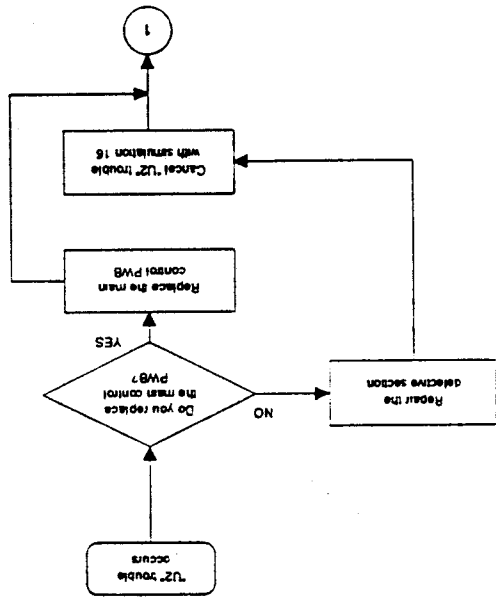 "U2" trouble
occurs
Do you replace
the main control
PWB?
NO
YES
Repair the
defective section
Replace the main
control PWB
Cancel "U2" trouble
with simulation 16
1